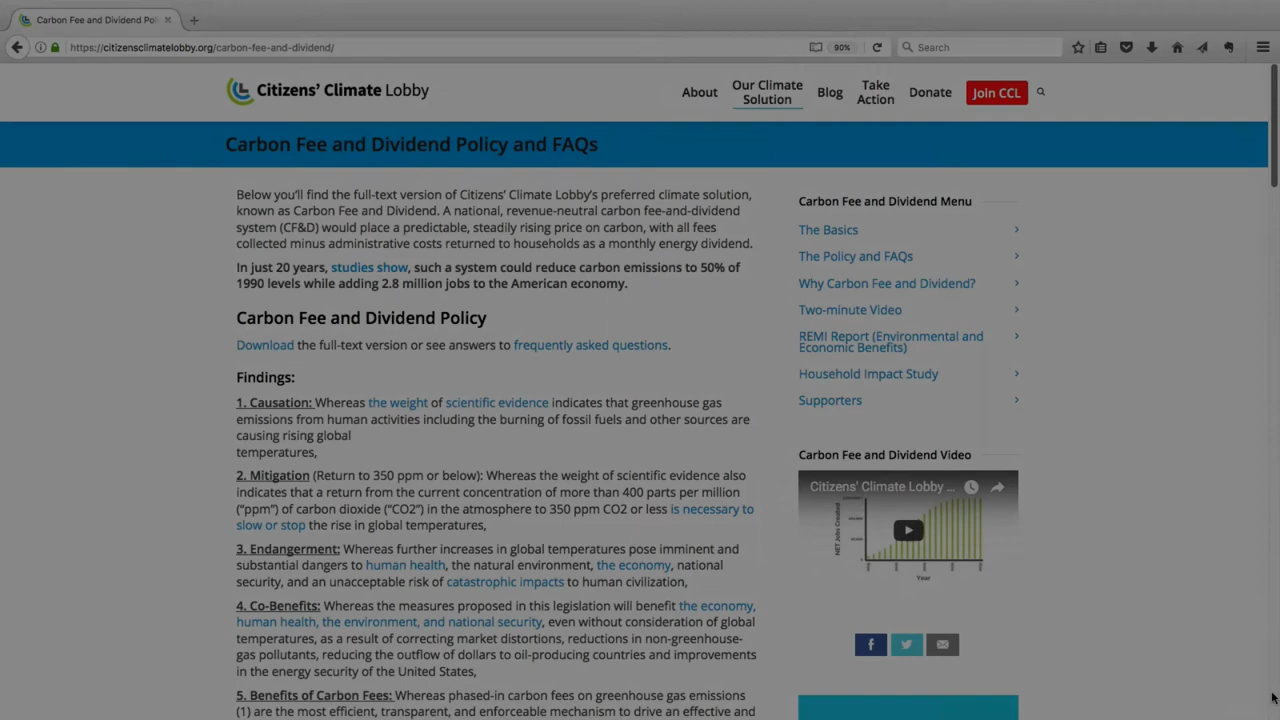 Carbon Fee and Dividend Pol
https://citizensclimatelobby.org/carbon-fee-and-dividend/
90%
Search
Citizens' Climate Lobby
About
Our Climate
Solution
Blog
Take
Action
Donate
Join CCL
Carbon Fee and Dividend Policy and FAQs
Below you'll find the full-text version of Citizens' Climate Lobby's preferred climate solution,
known as Carbon Fee and Dividend. A national, revenue-neutral carbon fee-and-dividend
system (CF&D) would place a predictable, steadily rising price on carbon, with all fees
collected minus administrative costs returned to households as a monthly energy dividend.
In just 20 years, studies show, such a system could reduce carbon emissions to 50% of
1990 levels while adding 2.8 million jobs to the American economy.
Carbon Fee and Dividend Policy
Download the full-text version or see answers to frequently asked questions.
Findings:
1. Causation: Whereas the weight of scientific evidence indicates that greenhouse gas
emissions from human activities including the burning of fossil fuels and other sources are
causing rising global
temperatures,
2. Mitigation (Return to 350 ppm or below): Whereas the weight of scientific evidence also
indicates that a return from the current concentration of more than 400 parts per million
("ppm") of carbon dioxide ("CO2") in the atmosphere to 350 ppm CO2 or less is necessary to
slow or stop the rise in global temperatures,
3. Endangerment: Whereas further increases in global temperatures pose imminent and
substantial dangers to human health, the natural environment, the economy, national
security, and an unacceptable risk of catastrophic impacts to human civilization,
4. Co-Benefits: Whereas the measures proposed in this legislation will benefit the economy,
human health, the environment, and national security, even without consideration of global
temperatures, as a result of correcting market distortions, reductions in non-greenhouse-
gas pollutants, reducing the outflow of dollars to oil-producing countries and improvements
in the energy security of the United States,
5. Benefits of Carbon Fees: Whereas phased-in carbon fees on greenhouse gas emissions
(1) are the most efficient, transparent, and enforceable mechanism to drive an effective and
Carbon Fee and Dividend Menu
The Basics
The Policy and FAQs
Why Carbon Fee and Dividend?
Two-minute Video
REMI Report (Environmental and
Economic Benefits)
Household Impact Study
Supporters
Carbon Fee and Dividend Video
Citizens' Climate Lobby ...
NET Jobs Created
Year